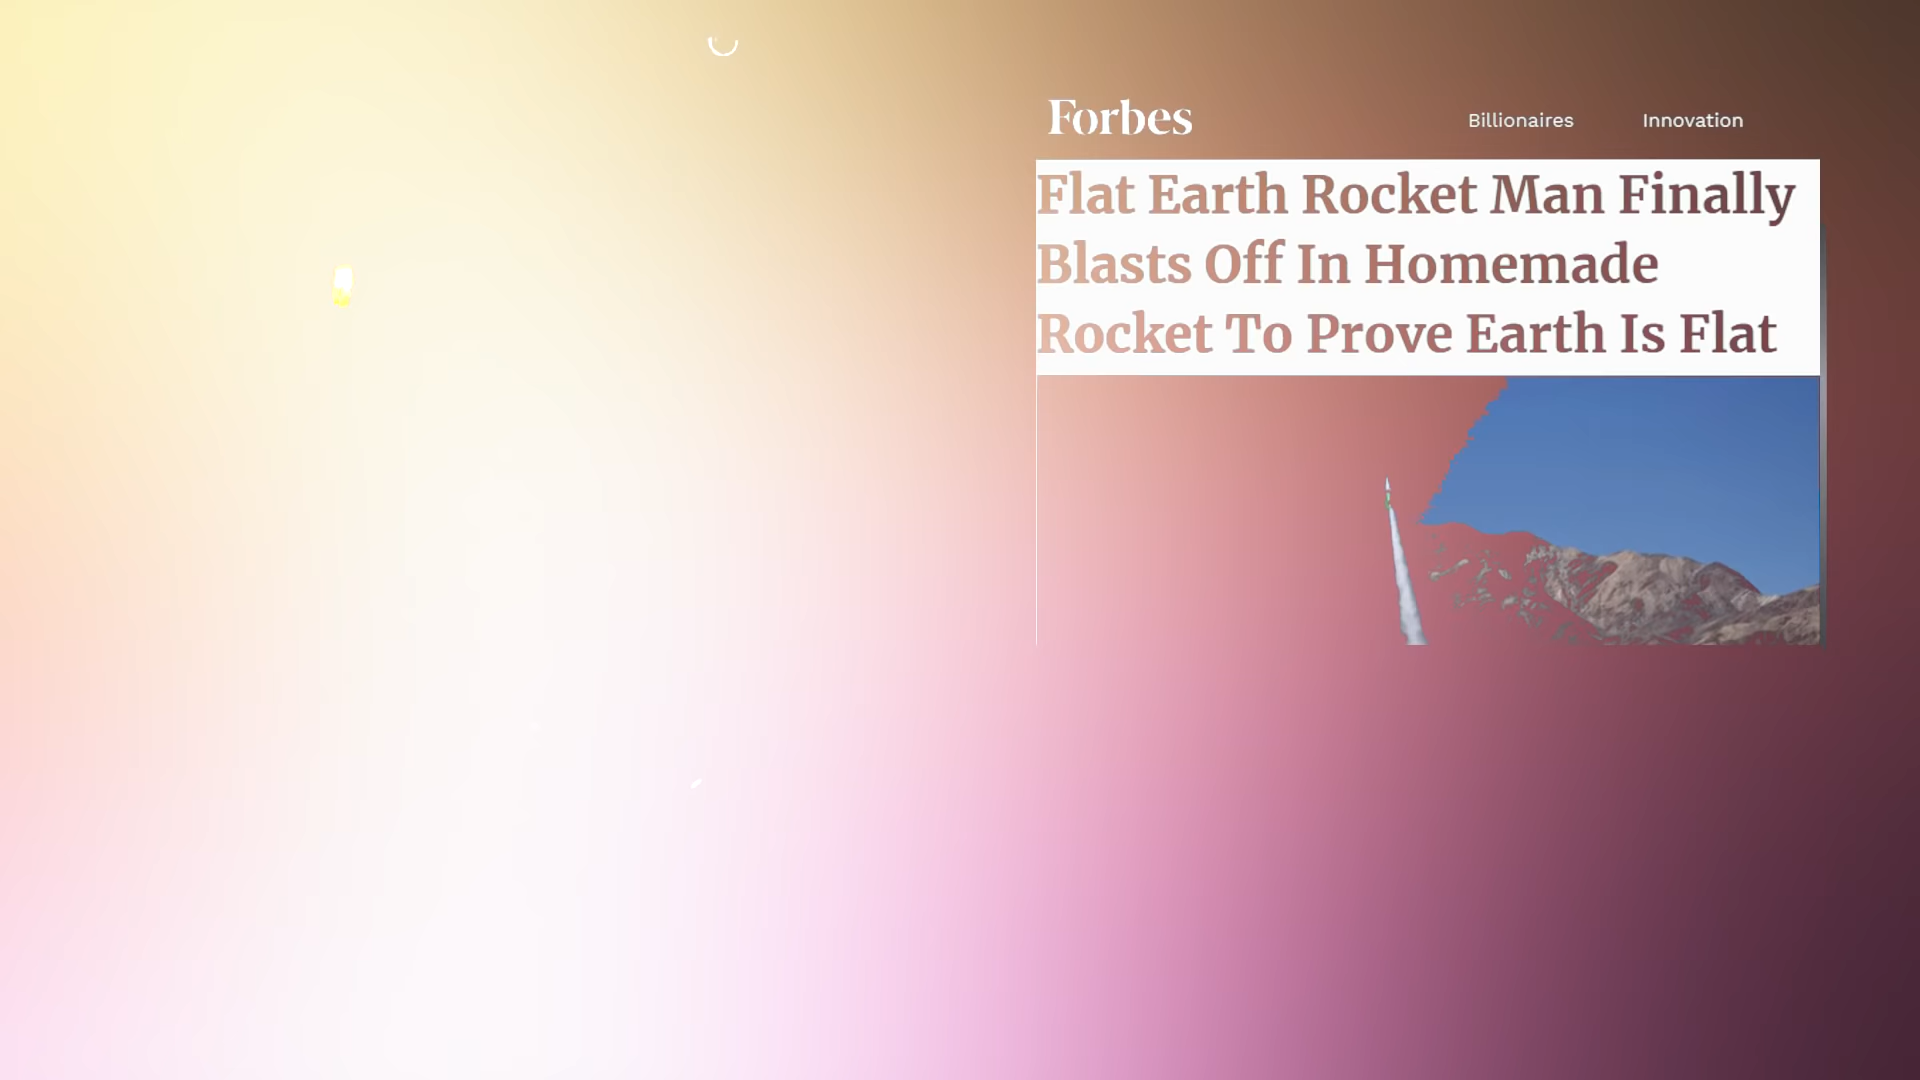 Forbes
Billionaires Innovation
Flat Earth Rocket Man Finally
Blasts Off In Homemade
Rocket To Prove Earth Is Flat